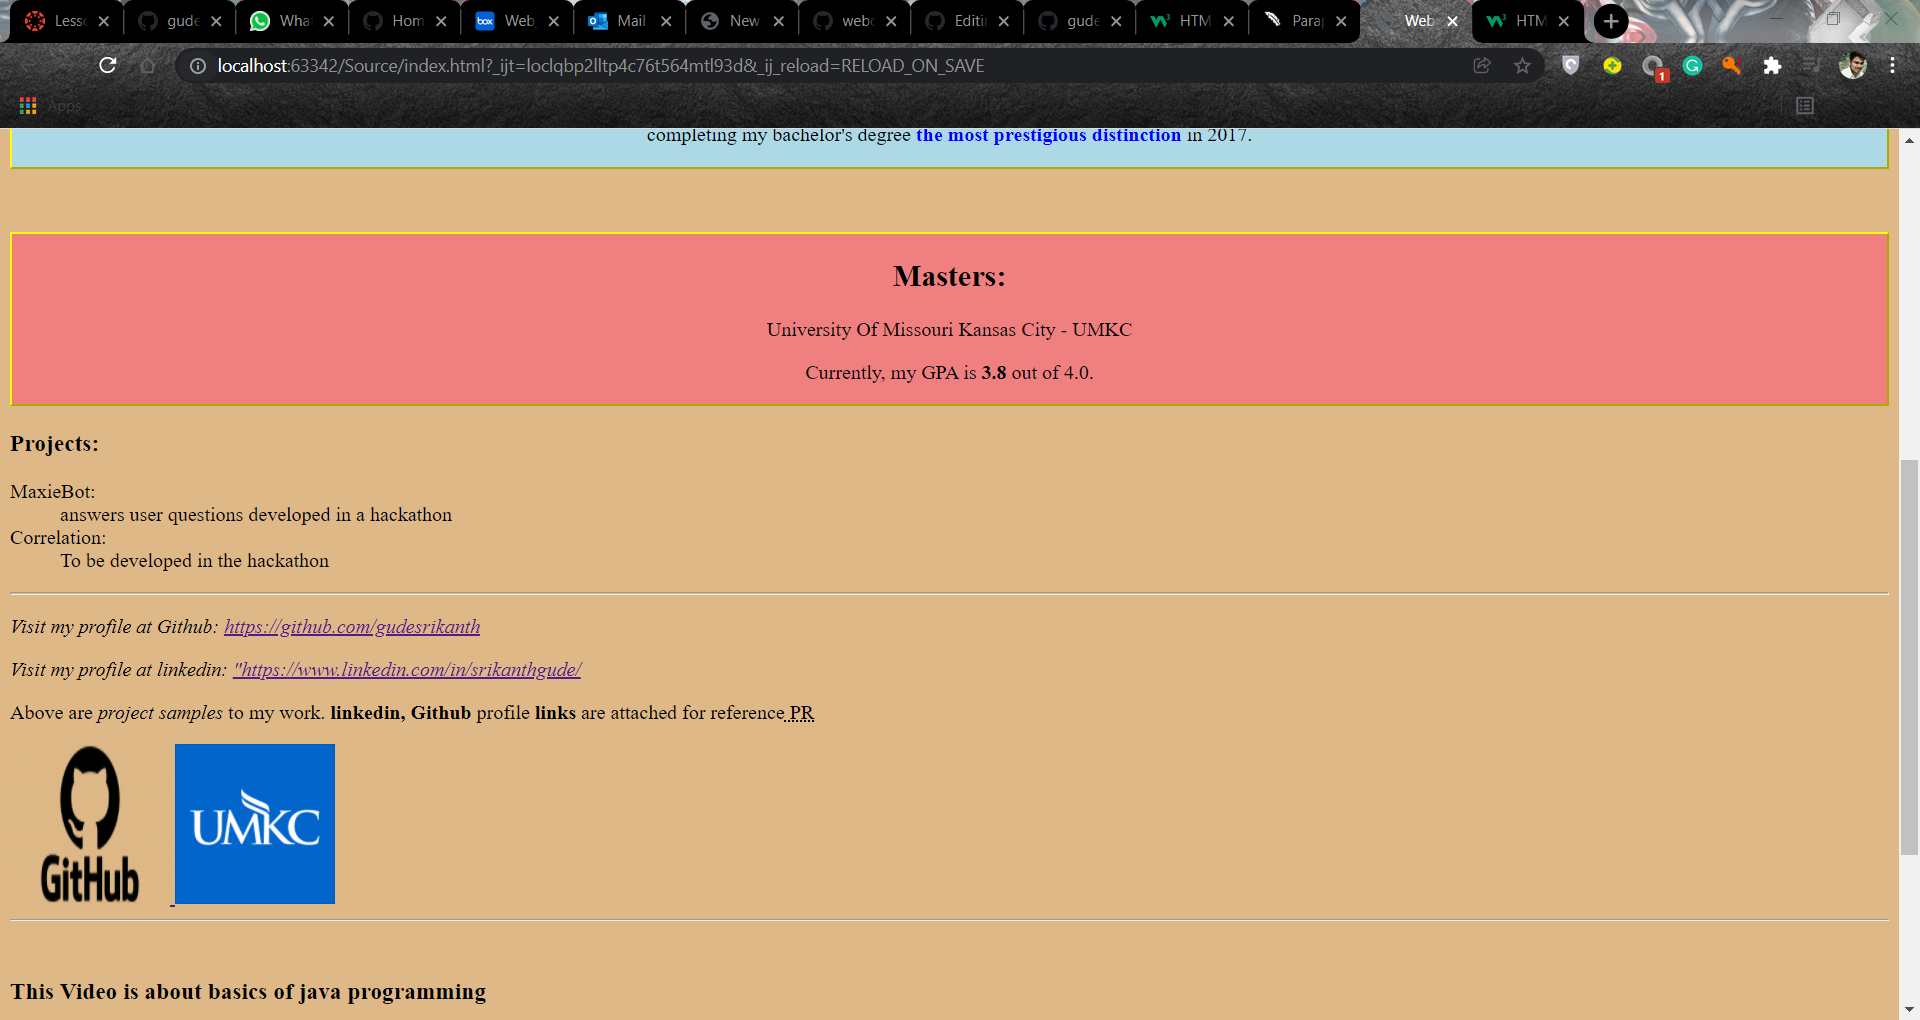 Lesso
gude
What
Hom
box Web
Mail
New
webc
Editi
gude
HTM
Para
Web
HTM
localhost:63342/Source/index.html?_ijt=loclqbp2lltp4c76t564mtl93d&_ij_reload=RELOAD_ON_SAVE
1
Apps
completing my bachelor's degree the most prestigious distinction in 2017.
Masters:
University Of Missouri Kansas City - UMKC
Currently, my GPA is 3.8 out of 4.0.
Projects:
MaxieBot:
answers user questions developed in a hackathon
Correlation:
To be developed in the hackathon
Visit my profile at Github: https://github.com/gudesrikanth
Visit my profile at linkedin: "https://www.linkedin.com/in/srikanthgude/
Above are project samples to my work. linkedin, Github profile links are attached for reference PR
GitHub
UMKC
This Video is about basics of java programming